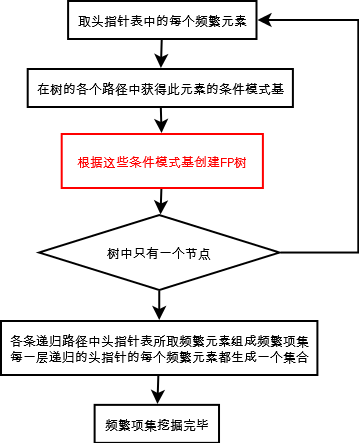 取头指针表中的每个频繁元素
在树的各个路径中获得此元素的条件模式基
根据这些条件模式基创建FP树
树中只有一个节点
各条递归路径中头指针表所取频繁元素组成频繁项集
每一层递归的头指针的每个频繁元素都生成一个集合
频繁项集挖掘完毕